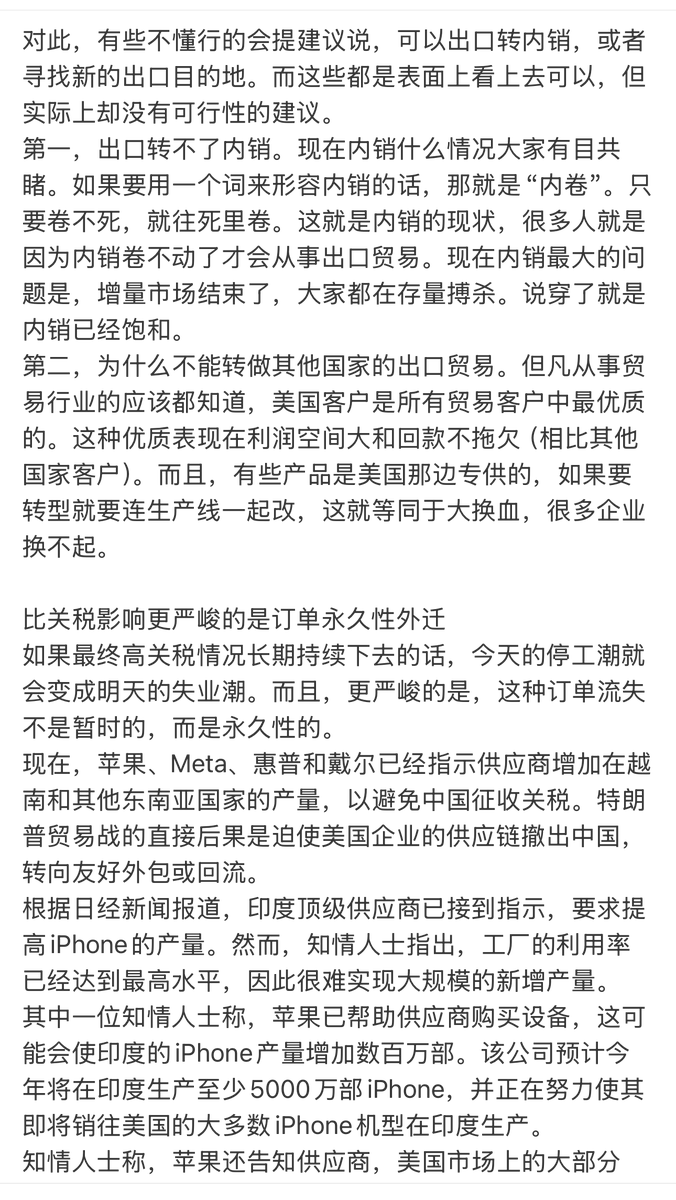 对此，有些不懂行的会提建议说，可以出口转内销，或者
寻找新的出口目的地。而这些都是表面上看上去可以，但
实际上却没有可行性的建议。
第一，出口转不了内销。现在内销什么情况大家有目共
睹。如果要用一个词来形容内销的话，那就是“内卷”。只
要卷不死，就往死里卷。这就是内销的现状，很多人就是
因为内销卷不动了才会从事出口贸易。现在内销最大的问
题是，增量市场结束了，大家都在存量搏杀。说穿了就是
内销已经饱和。
第二，为什么不能转做其他国家的出口贸易。但凡从事贸
易行业的应该都知道，美国客户是所有贸易客户中最优质
的。这种优质表现在利润空间大和回款不拖欠（相比其他
国家客户）。而且，有些产品是美国那边专供的，如果要
转型就要连生产线一起改，这就等同于大换血，很多企业
换不起。
比关税影响更严峻的是订单永久性外迁
如果最终高关税情况长期持续下去的话，今天的停工潮就
会变成明天的失业潮。而且，更严峻的是，这种订单流失
不是暂时的，而是永久性的。
现在，苹果、Meta、惠普和戴尔已经指示供应商增加在越
南和其他东南亚国家的产量，以避免中国征收关税。特朗
普贸易战的直接后果是迫使美国企业的供应链撤出中国，
转向友好外包或回流。
根据日经新闻报道，印度顶级供应商已接到指示，要求提
高iPhone的产量。然而，知情人士指出，工厂的利用率
已经达到最高水平，因此很难实现大规模的新增产量。
其中一位知情人士称，苹果已帮助供应商购买设备，这可
能会使印度的iPhone产量增加数百万部。该公司预计今
年将在印度生产至少5000万部iPhone，并正在努力使其
即将销往美国的大多数iPhone机型在印度生产。
知情人士称，苹果还告知供应商，美国市场上的大部分